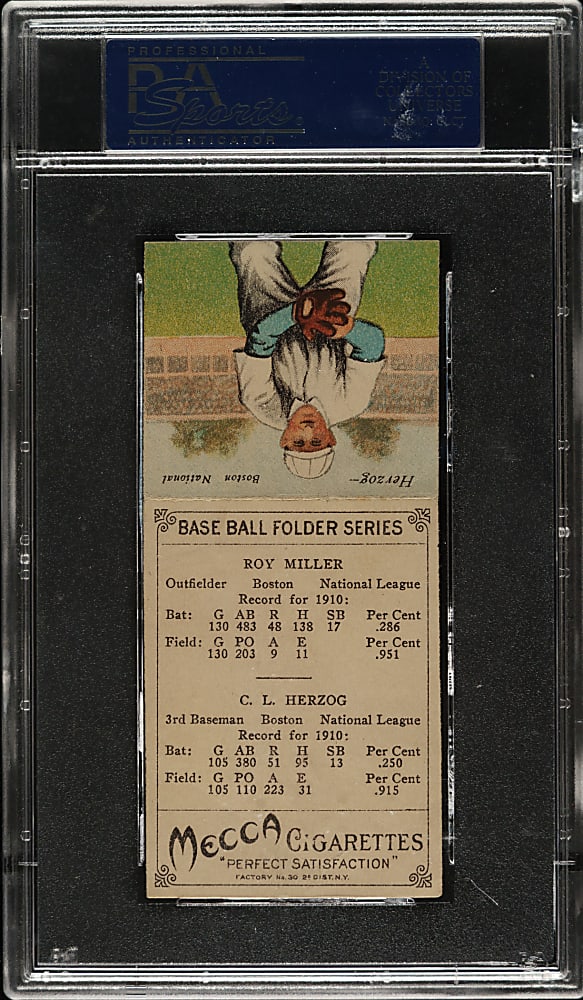 PROFESSIONAL
PSA
Sports.
AUTHENTICATOR
A
DIVISION OF
COLLECTORS
UNIVERSE
Herzog— Boston National
BASE BALL FOLDER SERIES
ROY MILLER
Outfielder Boston National League
Record for 1910:
Bat: G AB R H SB Per Cent
130 483 48 138 17 .286
Field: G PO A E Per Cent
130 203 9 11 .951
C. L. HERZOG
3rd Baseman Boston National League
Record for 1910:
Bat: G AB R H SB Per Cent
105 380 51 95 13 .250
Field: G PO A E Per Cent
105 110 223 31 .915
MECCA CIGARETTES
"PERFECT SATISFACTION"
FACTORY No. 30 2D DIST. N.Y.